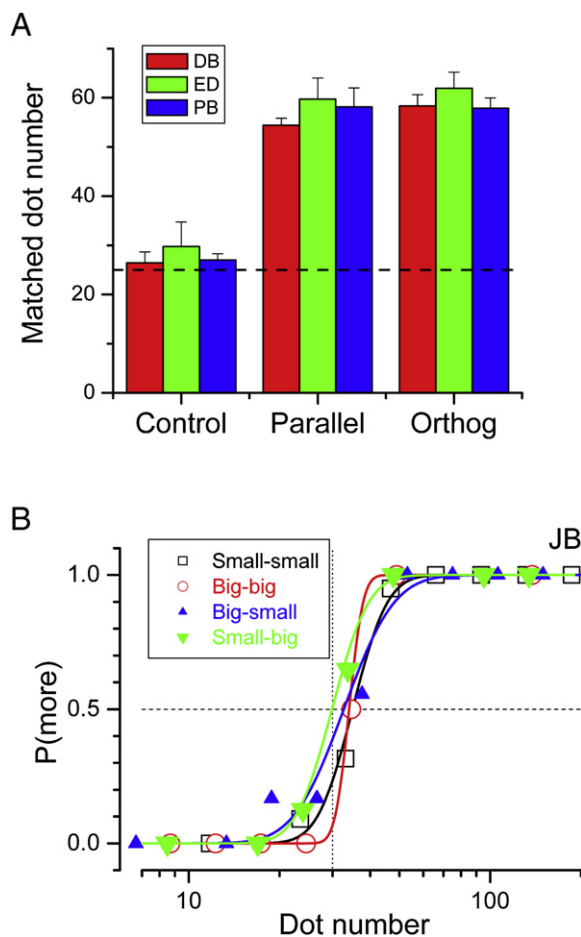 A
DB
ED
PB
Matched dot number
60
40
20
0
Control Parallel Orthog
B
JB
Small-small
Big-big
Big-small
Small-big
P(more)
1.0
0.5
0.0
10 100
Dot number